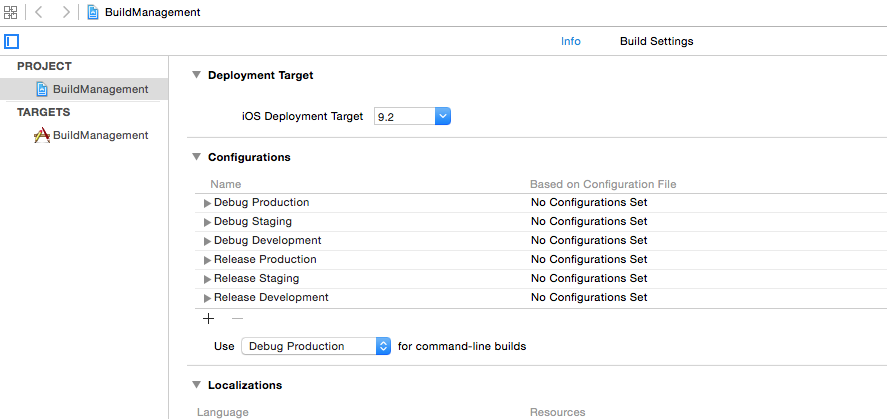 BuildManagement
Info Build Settings
PROJECT
BuildManagement
TARGETS
BuildManagement
Deployment Target
iOS Deployment Target 9.2
Configurations
Name Based on Configuration File
Debug Production No Configurations Set
Debug Staging No Configurations Set
Debug Development No Configurations Set
Release Production No Configurations Set
Release Staging No Configurations Set
Release Development No Configurations Set
Use Debug Production for command-line builds
Localizations
Language Resources